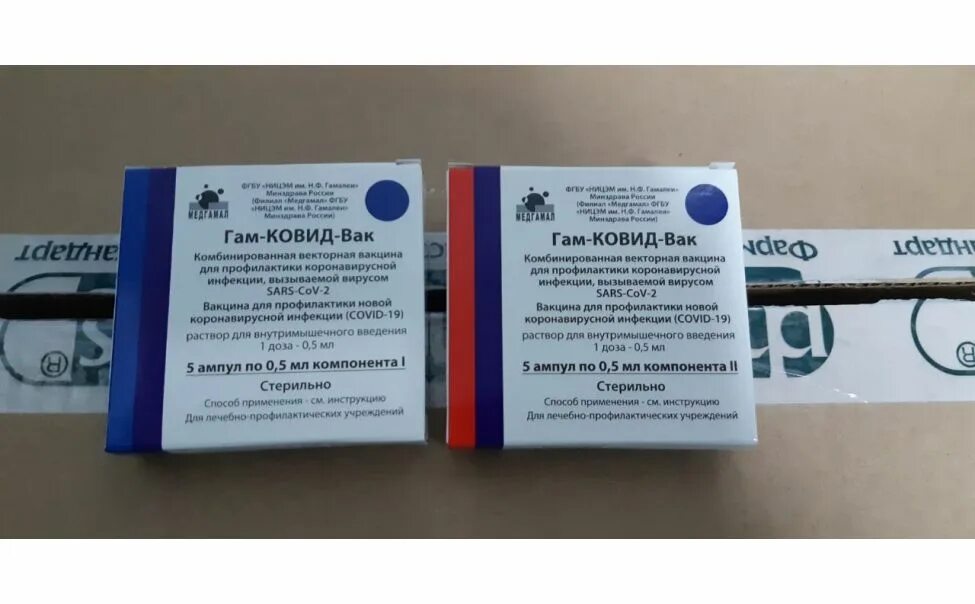 МЕДГАМАЛ
ФГБУ «НИЦЭМ им. Н.Ф. Гамалеи»
Минздрава России
(Филиал «Медгамал» ФГБУ
«НИЦЭМ им. Н.Ф. Гамалеи»
Минздрава России)
Гам-КОВИД-Вак
Комбинированная векторная вакцина
для профилактики коронавирусной
инфекции, вызываемой вирусом
SARS-CoV-2
Вакцина для профилактики новой
коронавирусной инфекции (COVID-19)
раствор для внутримышечного введения
1 доза - 0,5 мл
5 ампул по 0,5 мл компонента I
Стерильно
Способ применения - см. инструкцию
Для лечебно-профилактических учреждений
МЕДГАМАЛ
ФГБУ «НИЦЭМ им. Н.Ф. Гамалеи»
Минздрава России
(Филиал «Медгамал» ФГБУ
«НИЦЭМ им. Н.Ф. Гамалеи»
Минздрава России)
Гам-КОВИД-Вак
Комбинированная векторная вакцина
для профилактики коронавирусной
инфекции, вызываемой вирусом
SARS-CoV-2
Вакцина для профилактики новой
коронавирусной инфекции (COVID-19)
раствор для внутримышечного введения
1 доза - 0,5 мл
5 ампул по 0,5 мл компонента II
Стерильно
Способ применения - см. инструкцию
Для лечебно-профилактических учреждений
ндарт
Фарм
андарт
®
®